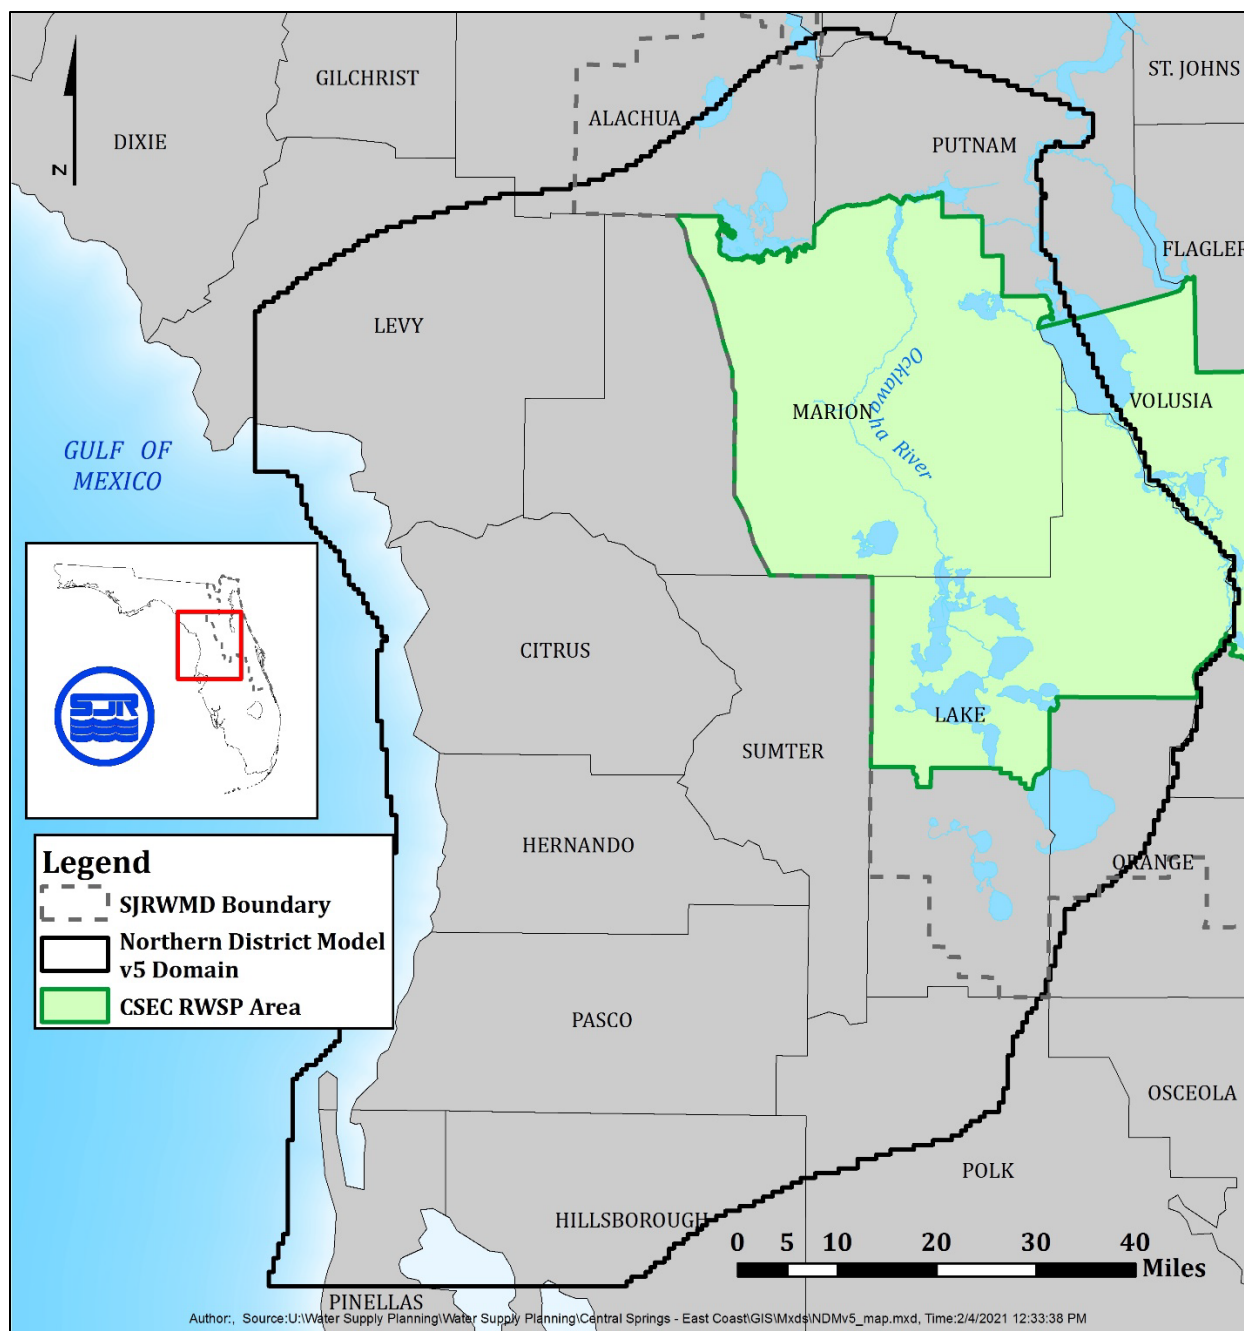 GILCHRIST
ST. JOHNS
ALACHUA
DIXIE
PUTNAM
N
FLAGLER
LEVY
Ocklawaha River
MARION
VOLUSIA
GULF OF
MEXICO
CITRUS
SJR
LAKE
SUMTER
HERNANDO
ORANGE
Legend
SJRWMD Boundary
Northern District Model
v5 Domain
CSEC RWSP Area
PASCO
OSCEOLA
POLK
HILLSBOROUGH
0 5 10 20 30 40
Miles
PINELLAS
Author:, Source:U:\Water Supply Planning\Water Supply Planning\Central Springs - East Coast\GIS\Mxds\NDMv5_map.mxd, Time:2/4/2021 12:33:38 PM